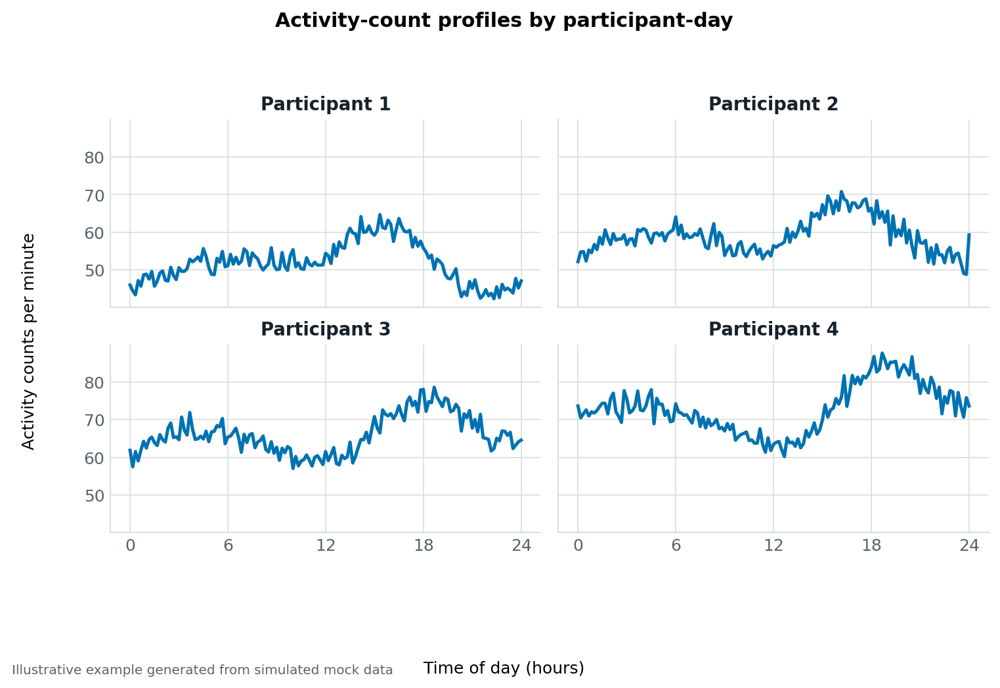 Activity-count profiles by participant-day
Participant 1
Participant 2
80
70
60
50
Participant 3
Participant 4
80
70
60
50
0 6 12 18 24
0 6 12 18 24
Activity counts per minute
Time of day (hours)
Illustrative example generated from simulated mock data